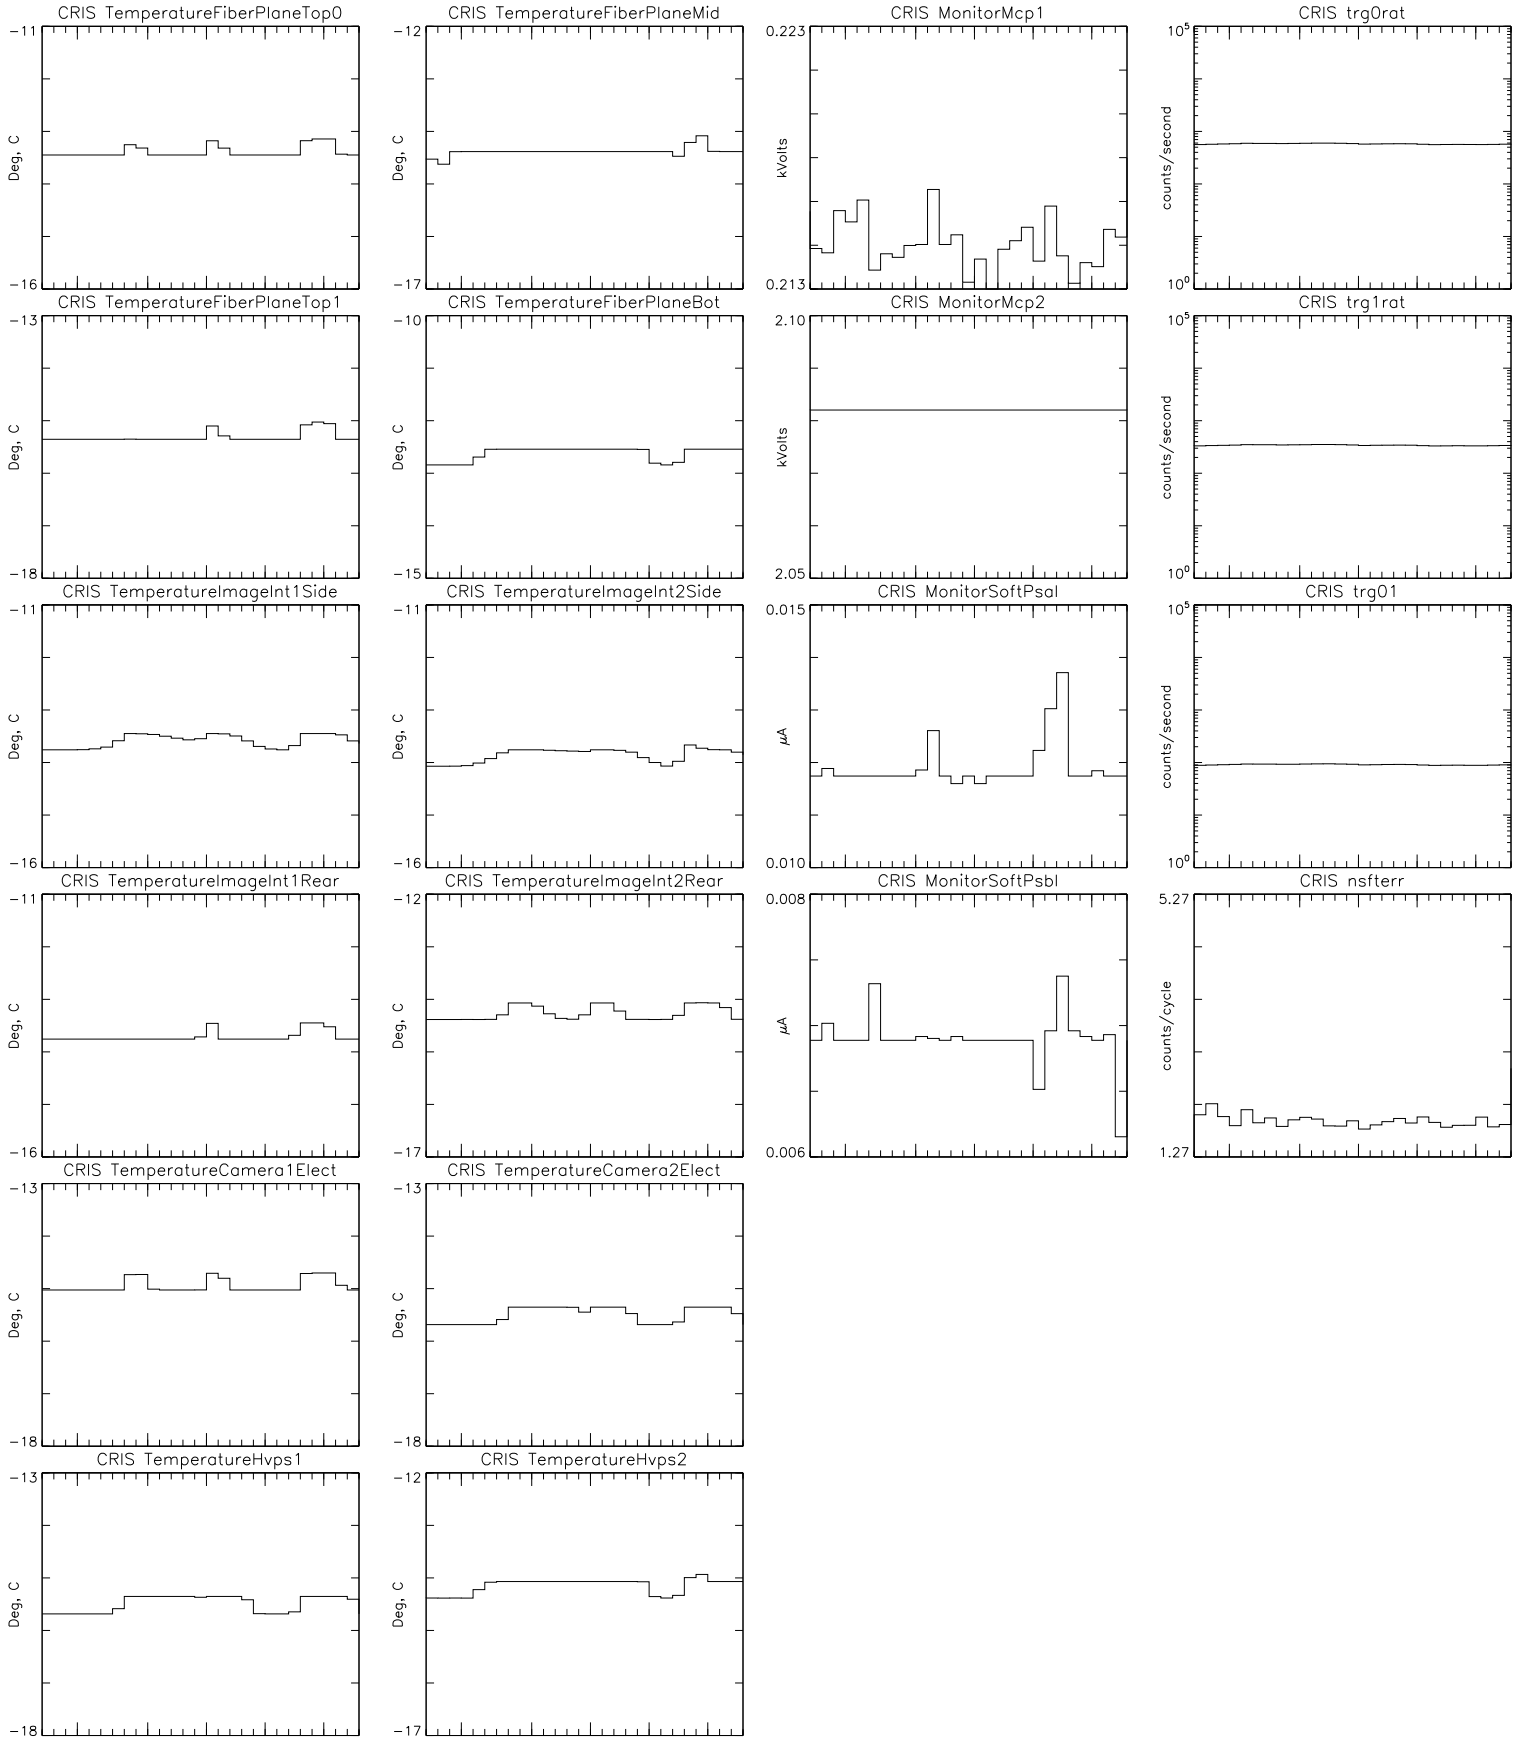 CRIS TemperatureFiberPlaneTop0
-11
Deg, C
-16
CRIS TemperatureFiberPlaneMid
-12
Deg, C
-17
CRIS MonitorMcp1
0.223
kVolts
0.213
CRIS trg0rat
10^5
counts/second
10^0
CRIS TemperatureFiberPlaneTop1
-13
Deg, C
-18
CRIS TemperatureFiberPlaneBot
-10
Deg, C
-15
CRIS MonitorMcp2
2.10
kVolts
2.05
CRIS trg1rat
10^5
counts/second
10^0
CRIS TemperatureImageInt1Side
-11
Deg, C
-16
CRIS TemperatureImageInt2Side
-11
Deg, C
-16
CRIS MonitorSoftPsaI
0.015
μA
0.010
CRIS trg01
10^5
counts/second
10^0
CRIS TemperatureImageInt1Rear
-11
Deg, C
-16
CRIS TemperatureImageInt2Rear
-12
Deg, C
-17
CRIS MonitorSoftPsbI
0.008
μA
0.006
CRIS nsfterr
5.27
counts/cycle
1.27
CRIS TemperatureCamera1Elect
-13
Deg, C
-18
CRIS TemperatureCamera2Elect
-13
Deg, C
-18
CRIS TemperatureHvps1
-13
Deg, C
-18
CRIS TemperatureHvps2
-12
Deg, C
-17